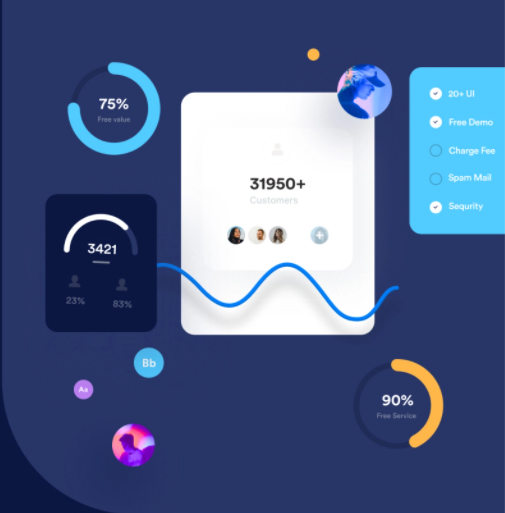 75%
Free value
20+ UI
Free Demo
Charge Fee
Spam Mail
Sequrity
31950+
Customers
3421
23%
83%
Bb
Aa
90%
Free Service